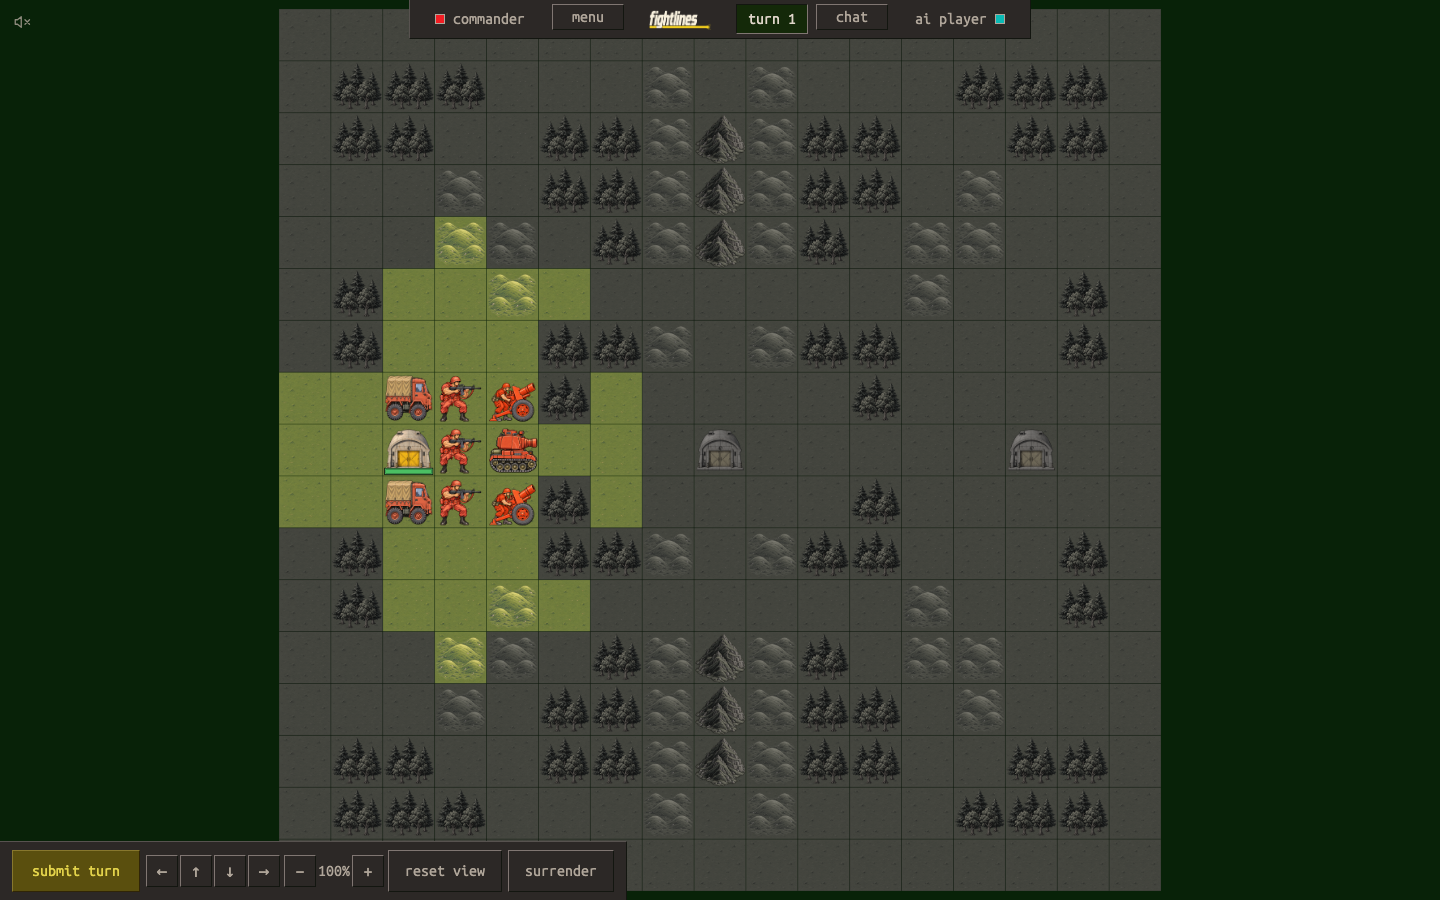 commander
menu
fightlines
turn 1
chat
ai player
submit turn
←
↑
↓
→
−
100%
+
reset view
surrender